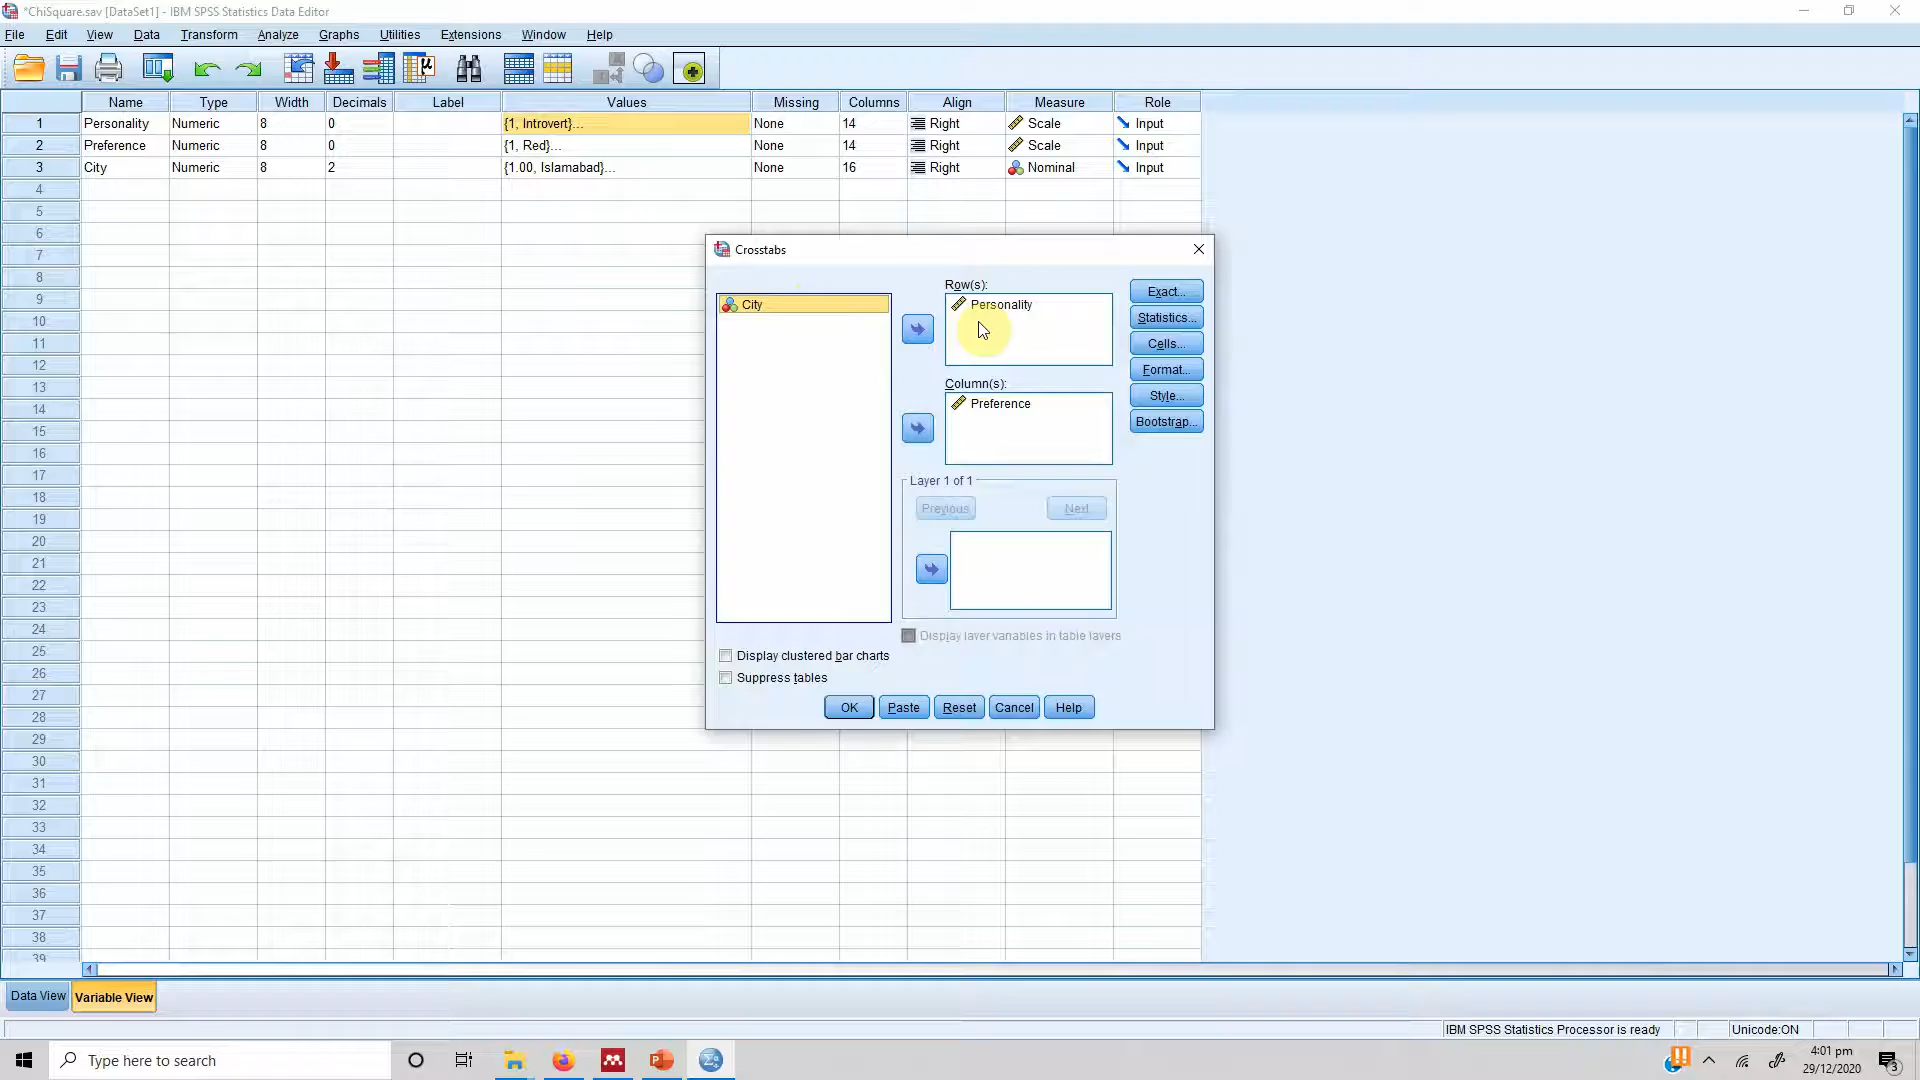 *ChiSquare.sav [DataSet1] - IBM SPSS Statistics Data Editor
File Edit View Data Transform Analyze Graphs Utilities Extensions Window Help
Name Type Width Decimals Label Values Missing Columns Align Measure Role
1 Personality Numeric 8 0 {1, Introvert}... None 14 Right Scale Input
2 Preference Numeric 8 0 {1, Red}... None 14 Right Scale Input
3 City Numeric 8 2 {1.00, Islamabad}... None 16 Right Nominal Input
4
5
6
7
8
9
10
11
12
13
14
15
16
17
18
19
20
21
22
23
24
25
26
27
28
29
30
31
32
33
34
35
36
37
38
39
Crosstabs
City
Row(s):
Personality
Column(s):
Preference
Layer 1 of 1
Previous Next
Display layer variables in table layers
Exact...
Statistics...
Cells...
Format...
Style...
Bootstrap...
Display clustered bar charts
Suppress tables
OK Paste Reset Cancel Help
Data View Variable View
IBM SPSS Statistics Processor is ready Unicode:ON
Type here to search
4:01 pm
29/12/2020
3